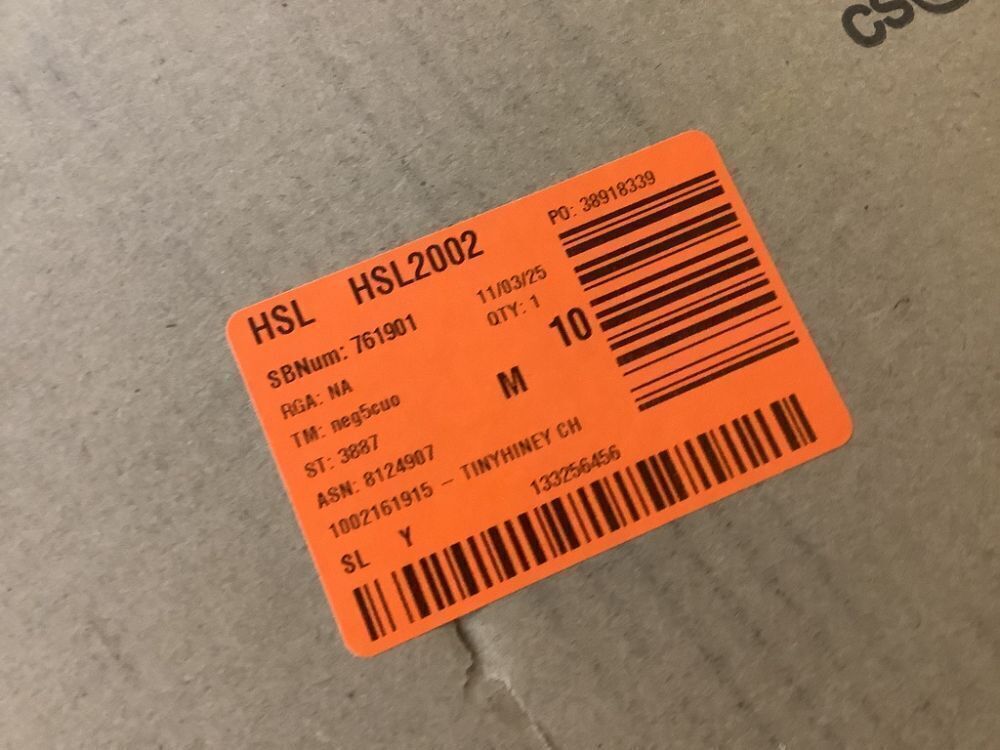 CS
HSL HSL2002
PO: 38918339
SBNum: 761901
11/03/25
RGA: NA
QTY: 1
10
TM: neg5cuo
M
ST: 3887
ASN: 8124907
1002161915 – TINYHINEY CH
SL Y
133256456